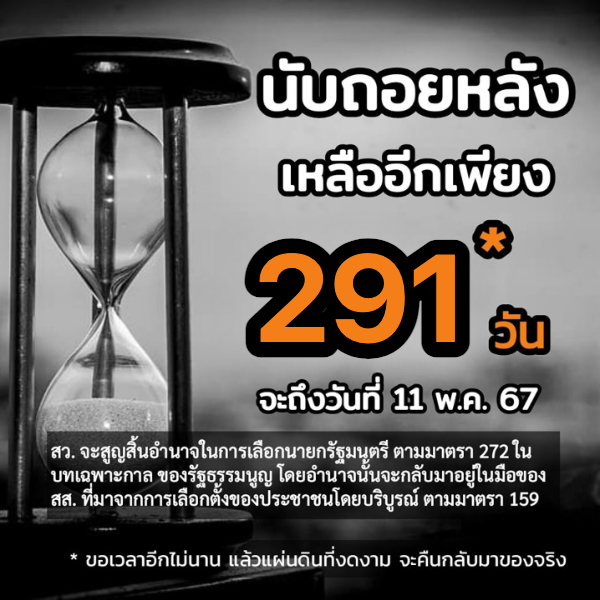 นับถอยหลัง
เหลืออีกเพียง
291*
วัน
จะถึงวันที่ 11 พ.ค. 67
สว. จะสูญสิ้นอำนาจในการเลือกนายกรัฐมนตรี ตามมาตรา 272 ใน
บทเฉพาะกาล ของรัฐธรรมนูญ โดยอำนาจนั้นจะกลับมาอยู่ในมือของ
สส. ที่มาจากการเลือกตั้งของประชาชนโดยบริบูรณ์ ตามมาตรา 159
* ขอเวลาอีกไม่นาน แล้วแผ่นดินที่งดงาม จะคืนกลับมาของจริง